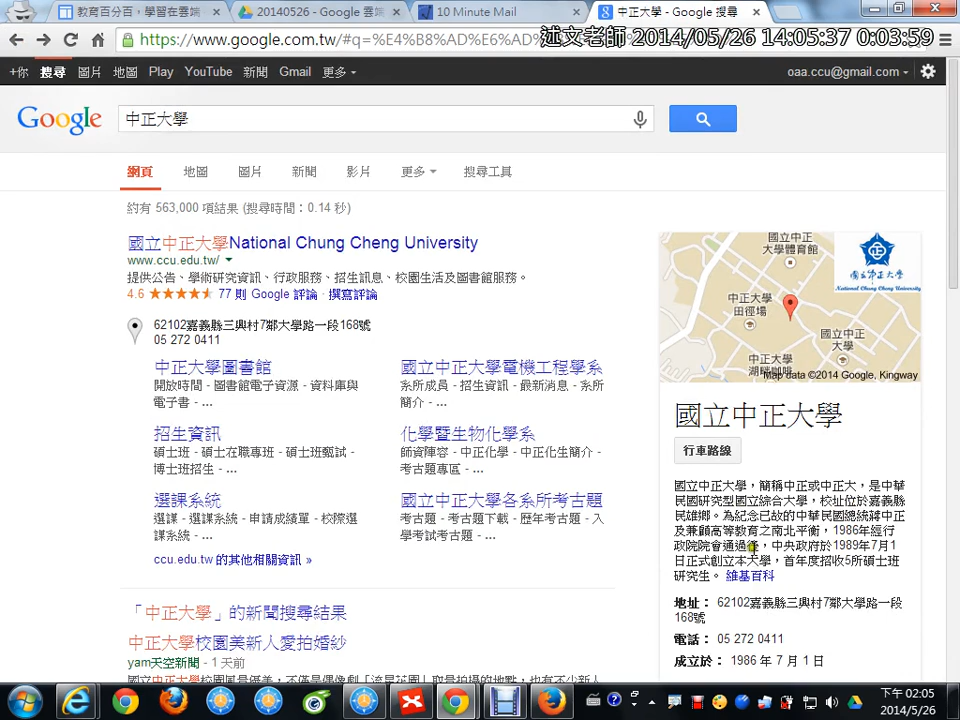 教育百分百，學習在雲端
20140526 - Google 雲端
10 Minute Mail
中正大學 - Google 搜尋
https://www.google.com.tw/#q=%E4%B8%AD%E6%AD%
述文老師 2014/05/26 14:05:37 0:03:59
+你 搜尋 圖片 地圖 Play YouTube 新聞 Gmail 更多
oaa.ccu@gmail.com
Google
中正大學
網頁 地圖 圖片 新聞 影片 更多 搜尋工具
約有 563,000 項結果 (搜尋時間：0.14 秒)
國立中正大學National Chung Cheng University
www.ccu.edu.tw/
提供公告、學術研究資訊、行政服務、招生訊息、校園生活及圖書館服務。
4.6 77 則 Google 評論 · 撰寫評論
62102嘉義縣三興村7鄰大學路一段168號
05 272 0411
中正大學圖書館
開放時間 - 圖書館電子資源 - 資料庫與
電子書 - ...
國立中正大學電機工程學系
系所成員 - 招生資訊 - 最新消息 - 系所
簡介 - ...
招生資訊
碩士班 - 碩士在職專班 - 碩士班甄試 -
博士班招生 - ...
化學暨生物化學系
師資陣容 - 中正化學 - 中正化生簡介 -
考古題專區 - ...
選課系統
選課 - 選課系統 - 申請成績單 - 校際選
課系統 - ...
國立中正大學各系所考古題
考古題 - 考古題下載 - 歷年考古題 - 入
學考試考古題 - ...
ccu.edu.tw 的其他相關資訊 »
「中正大學」的新聞搜尋結果
中正大學校園美新人愛拍婚紗
yam天空新聞 - 1 天前
國立中正
大學體育館
中正大學
田徑場
國立中
正大學
中正大學
湖畔咖啡
國立中正大學
National Chung Cheng University
Map data ©2014 Google, Kingway
國立中正大學
行車路線
國立中正大學，簡稱中正或中正大，是中華
民國研究型國立綜合大學，校址位於嘉義縣
民雄鄉。為紀念已故的中華民國總統蔣中正
及兼顧高等教育之南北平衡，1986年經行
政院院會通過後，中央政府於1989年7月1
日正式創立本大學，首年度招收5所碩士班
研究生。 維基百科
地址： 62102嘉義縣三興村7鄰大學路一段
168號
電話： 05 272 0411
成立於： 1986 年 7 月 1 日
下午 02:05
2014/5/26